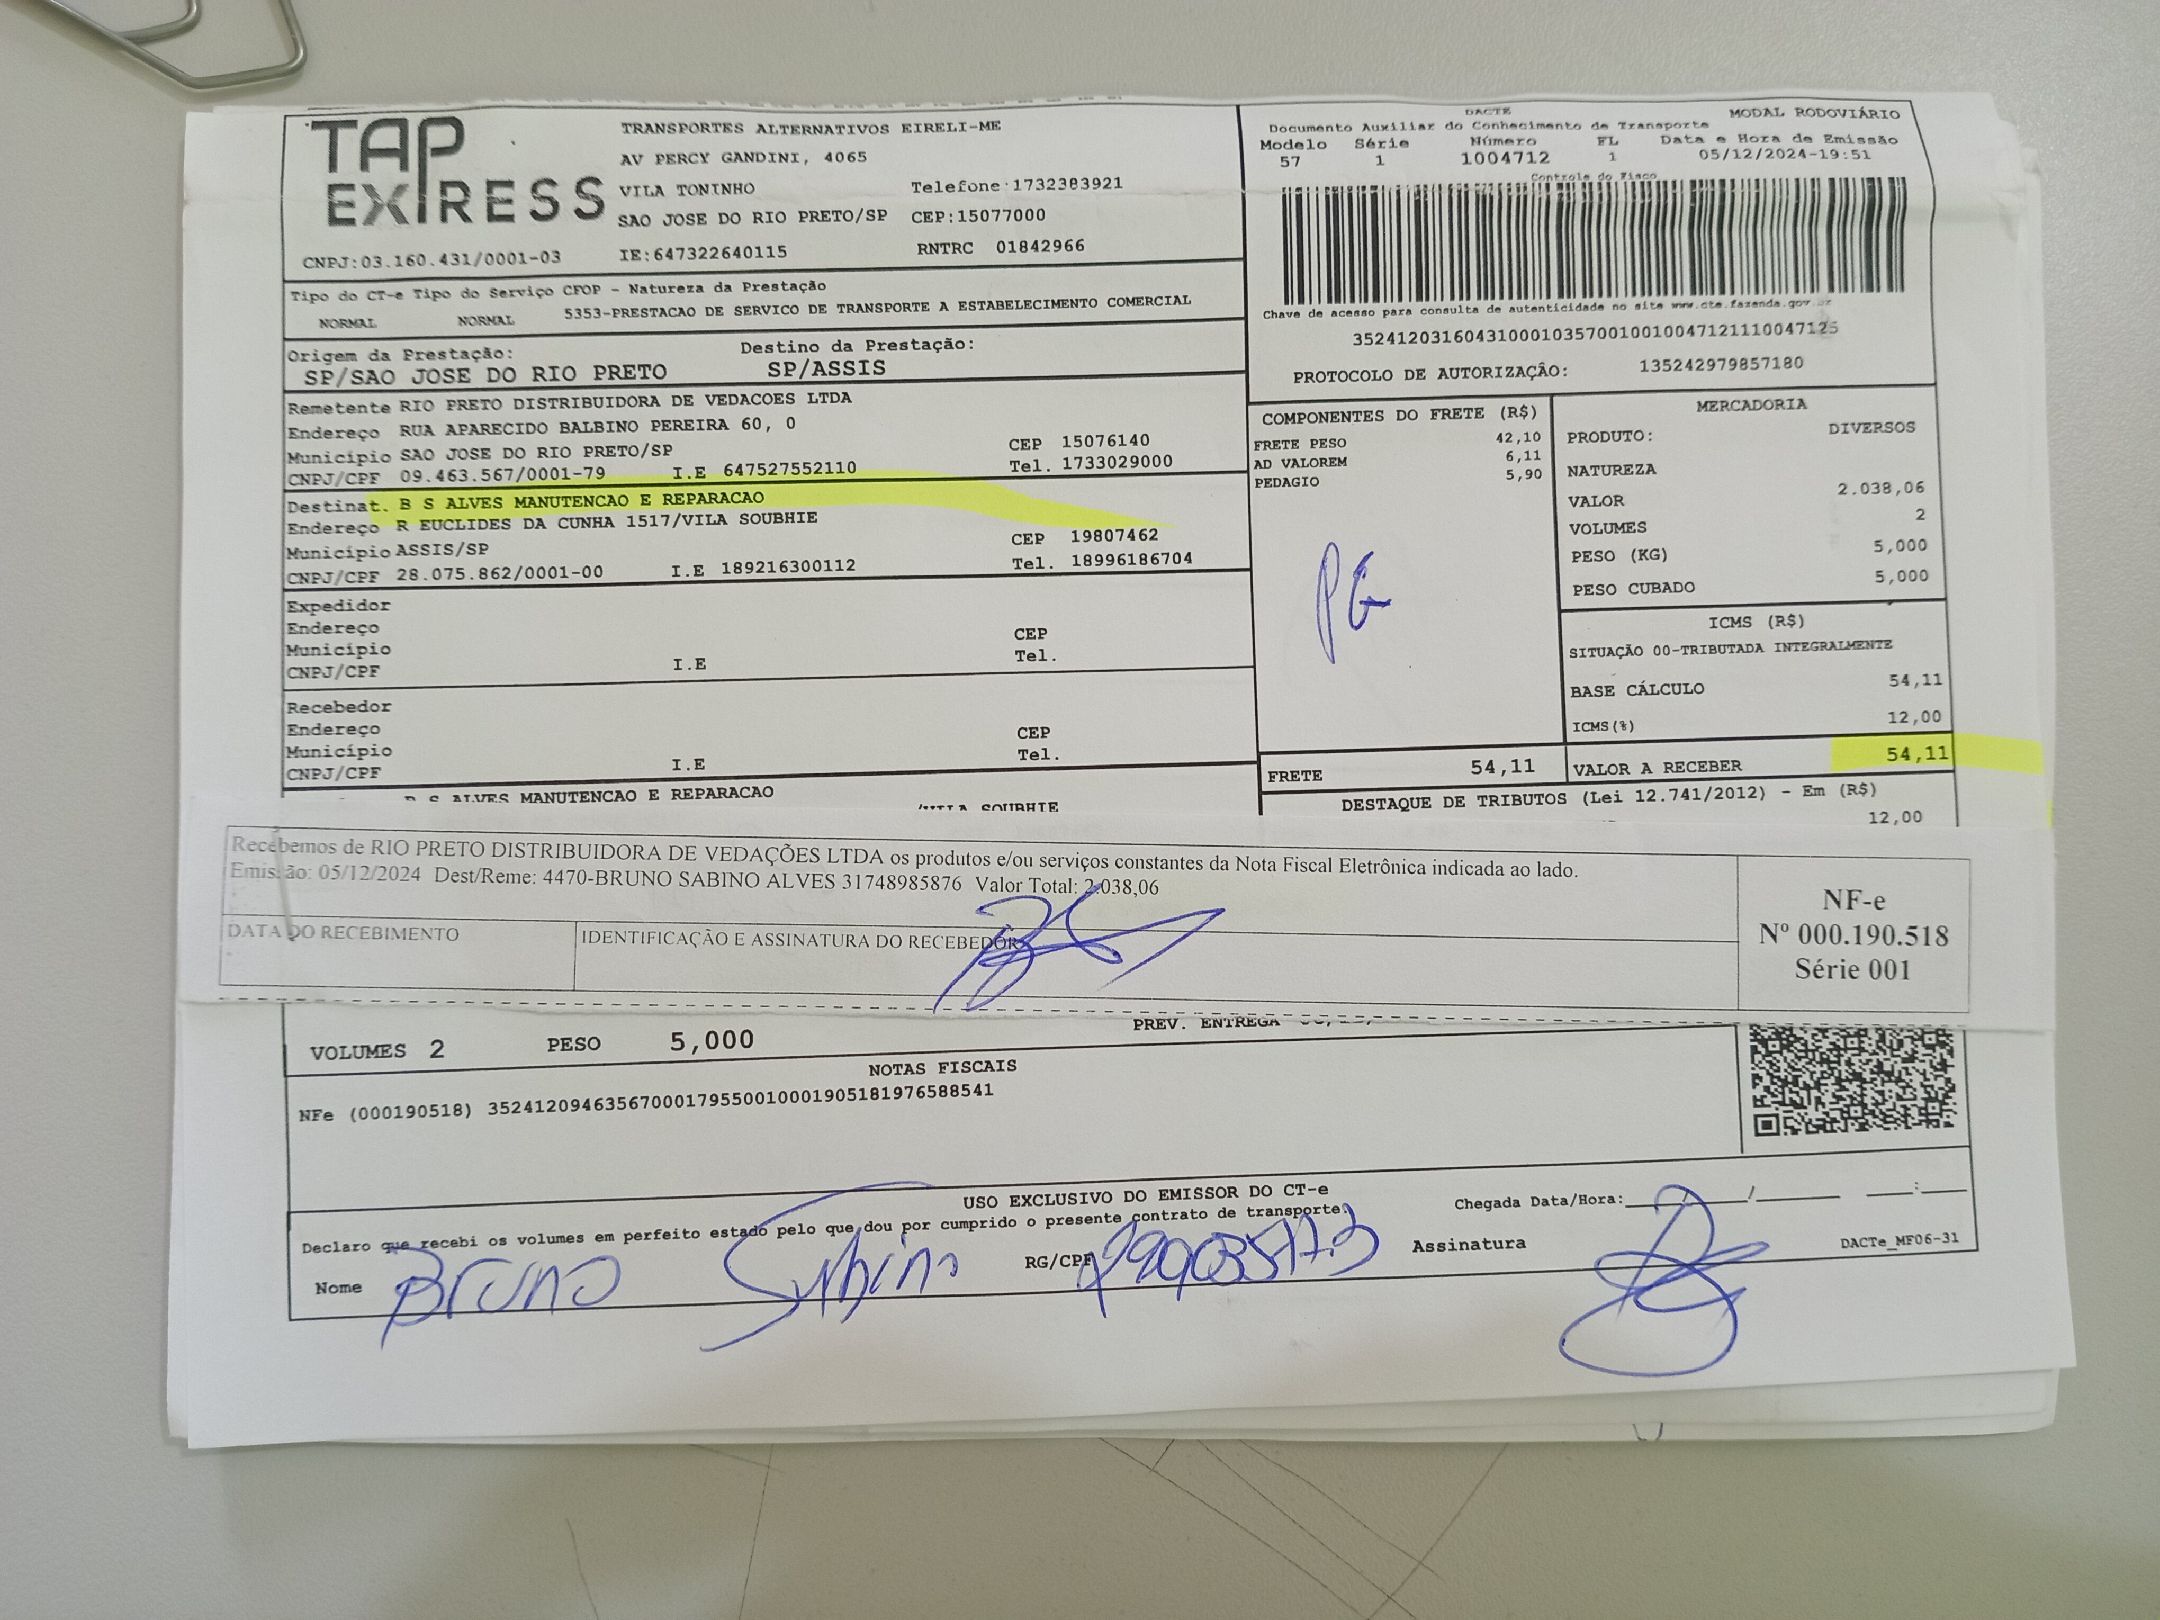 TAP EXPRESS
TRANSPORTES ALTERNATIVOS EIRELI-ME
AV PERCY GANDINI, 4065
VILA TONINHO Telefone:1732383921
SAO JOSE DO RIO PRETO/SP CEP:15077000
CNPJ:03.160.431/0001-03 IE:647322640115 RNTRC 01842966
DACTE MODAL RODOVIÁRIO
Documento Auxiliar do Conhecimento de Transporte
Modelo Série Número FL Data e Hora de Emissão
57 1 1004712 1 05/12/2024-19:51
Controle do Fisco
Chave de acesso para consulta de autenticidade no site www.cte.fazenda.gov.br
35241203160431000103570010010047121110047125
PROTOCOLO DE AUTORIZAÇÃO: 135242979857180
Tipo do CT-e Tipo do Serviço CFOP - Natureza da Prestação
NORMAL NORMAL 5353-PRESTACAO DE SERVICO DE TRANSPORTE A ESTABELECIMENTO COMERCIAL
Origem da Prestação: Destino da Prestação:
SP/SAO JOSE DO RIO PRETO SP/ASSIS
Remetente RIO PRETO DISTRIBUIDORA DE VEDACOES LTDA
Endereço RUA APARECIDO BALBINO PEREIRA 60, 0
Município SAO JOSE DO RIO PRETO/SP CEP 15076140
CNPJ/CPF 09.463.567/0001-79 I.E 647527552110 Tel. 1733029000
Destinat. B S ALVES MANUTENCAO E REPARACAO
Endereço R EUCLIDES DA CUNHA 1517/VILA SOUBHIE
Município ASSIS/SP CEP 19807462
CNPJ/CPF 28.075.862/0001-00 I.E 189216300112 Tel. 18996186704
Expedidor
Endereço
Município CEP
CNPJ/CPF I.E Tel.
Recebedor
Endereço
Município CEP
CNPJ/CPF I.E Tel.
B S ALVES MANUTENCAO E REPARACAO
COMPONENTES DO FRETE (R$)
FRETE PESO 42,10
AD VALOREM 6,11
PEDAGIO 5,90
PG
FRETE 54,11
MERCADORIA
PRODUTO: DIVERSOS
NATUREZA
VALOR 2.038,06
VOLUMES 2
PESO (KG) 5,000
PESO CUBADO 5,000
ICMS (R$)
SITUAÇÃO 00-TRIBUTADA INTEGRALMENTE
BASE CÁLCULO 54,11
ICMS(%) 12,00
VALOR A RECEBER 54,11
DESTAQUE DE TRIBUTOS (Lei 12.741/2012) - Em (R$)
12,00
Recebemos de RIO PRETO DISTRIBUIDORA DE VEDAÇÕES LTDA os produtos e/ou serviços constantes da Nota Fiscal Eletrônica indicada ao lado.
Emissão: 05/12/2024 Dest/Reme: 4470-BRUNO SABINO ALVES 31748985876 Valor Total: 2.038,06
DATA DO RECEBIMENTO IDENTIFICAÇÃO E ASSINATURA DO RECEBEDOR
NF-e
Nº 000.190.518
Série 001
VOLUMES 2 PESO 5,000 PREV. ENTREGA
NOTAS FISCAIS
NFe (000190518) 35241209463567000179550010001905181976588541
USO EXCLUSIVO DO EMISSOR DO CT-e
Declaro que recebi os volumes em perfeito estado pelo que dou por cumprido o presente contrato de transporte. Chegada Data/Hora:___/___/___ __:__
Nome Bruno Sabino RG/CPF Assinatura
DACTe_MF06-31